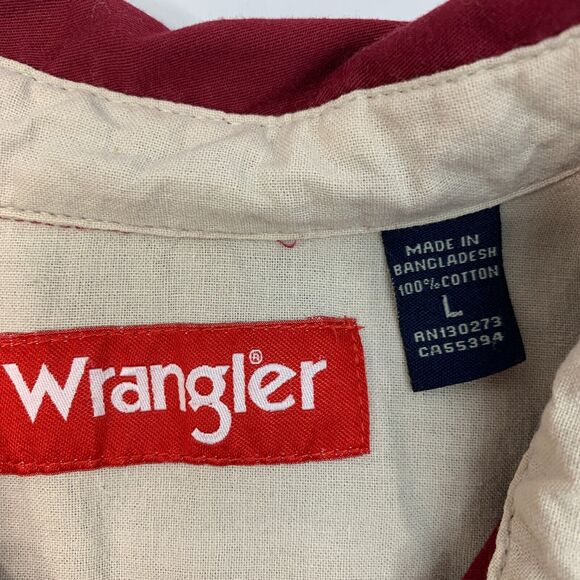 MADE IN
BANGLADESH
100% COTTON
L
RN130273
CA55394
Wrangler®